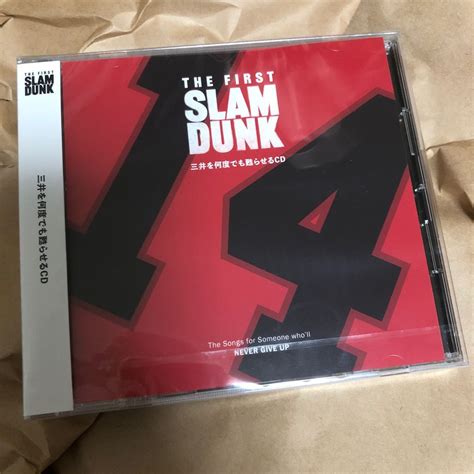 THE FIRST
SLAM
DUNK
三井を何度でも甦らせるCD
THE FIRST
SLAM
DUNK
三井を何度でも甦らせるCD
14
The Songs for Someone who'll
NEVER GIVE UP